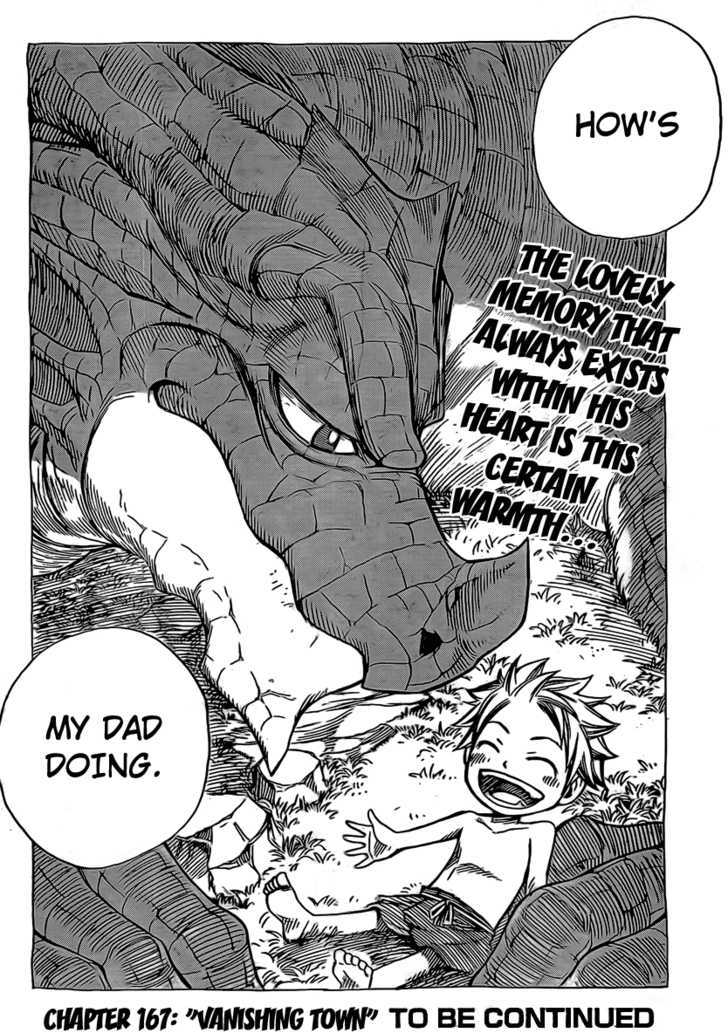 HOW'S
THE LOVELY
MEMORY THAT
ALWAYS EXISTS
WITHIN HIS
HEART IS THIS
CERTAIN
WARMTH...
MY DAD
DOING.
CHAPTER 167: "VANISHING TOWN" TO BE CONTINUED